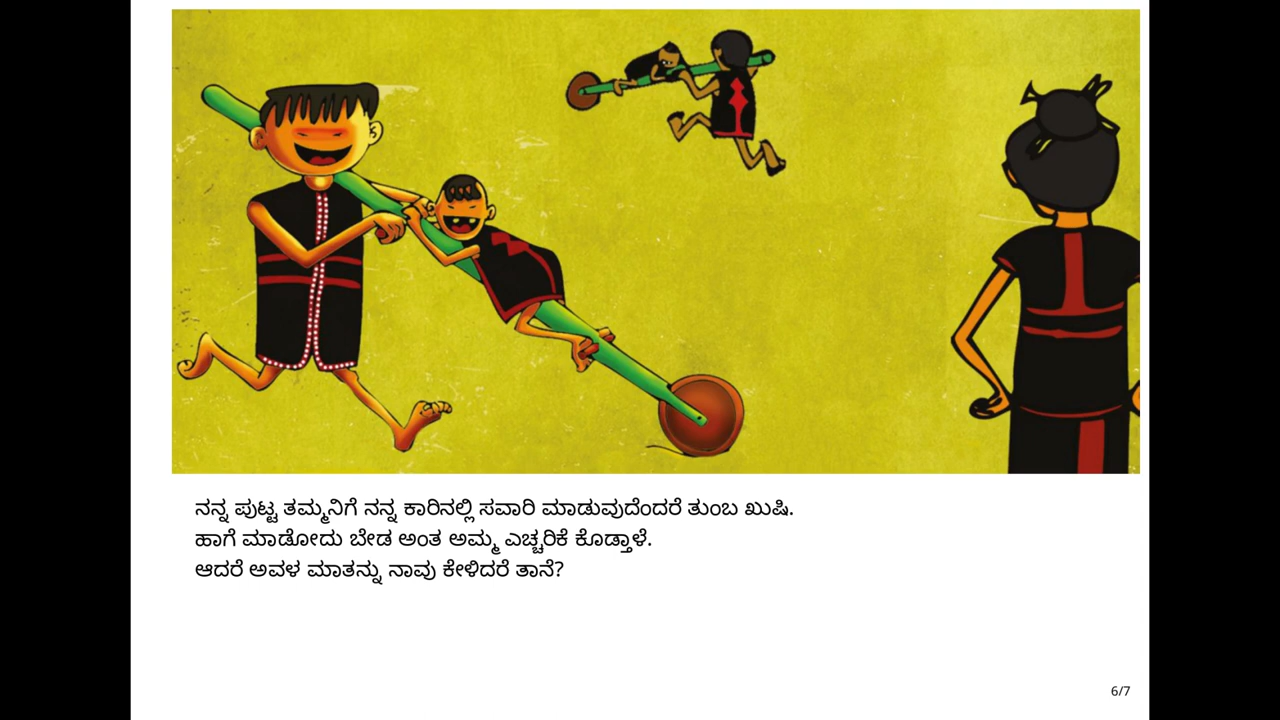 ನನ್ನ ಪುಟ್ಟ ತಮ್ಮನಿಗೆ ನನ್ನ ಕಾರಿನಲ್ಲಿ ಸವಾರಿ ಮಾಡುವುದೆಂದರೆ ತುಂಬ ಖುಷಿ.
ಹಾಗೆ ಮಾಡೋದು ಬೇಡ ಅಂತ ಅಮ್ಮ ಎಚ್ಚರಿಕೆ ಕೊಡ್ತಾಳೆ.
ಆದರೆ ಅವಳ ಮಾತನ್ನು ನಾವು ಕೇಳಿದರೆ ತಾನೆ?
6/7